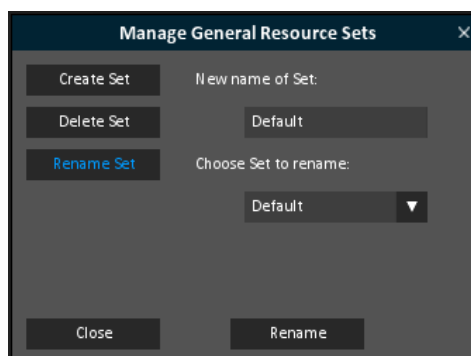 Manage General Resource Sets
Create Set
New name of Set:
Delete Set
Default
Rename Set
Choose Set to rename:
Default
Close
Rename